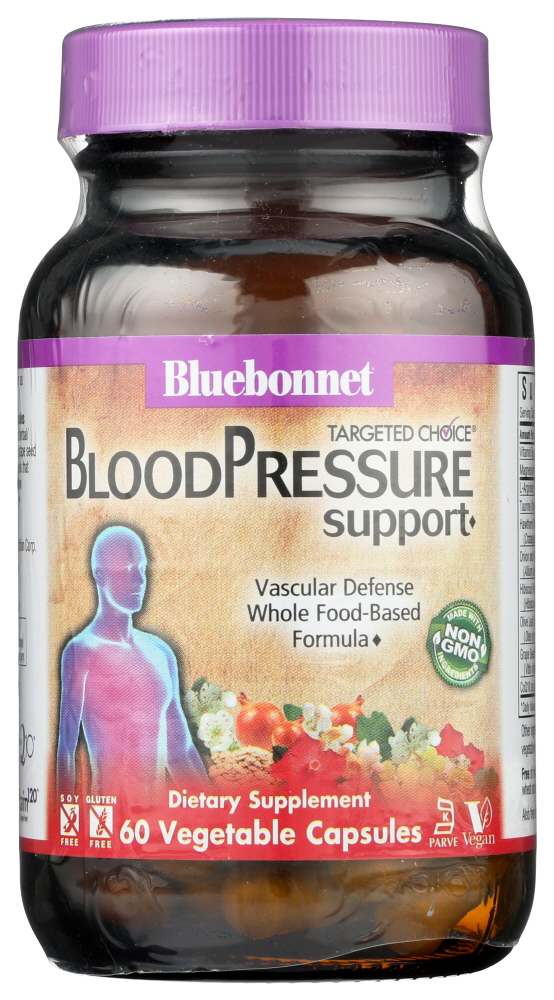 Bluebonnet
TARGETED CHOICE®
BLOODPRESSURE
support♦
Vascular Defense
Whole Food-Based
Formula♦
MADE WITH
NON
GMO
INGREDIENTS
Dietary Supplement
60 Vegetable Capsules
SOY
FREE
GLUTEN
FREE
K
PARVE
V
Vegan